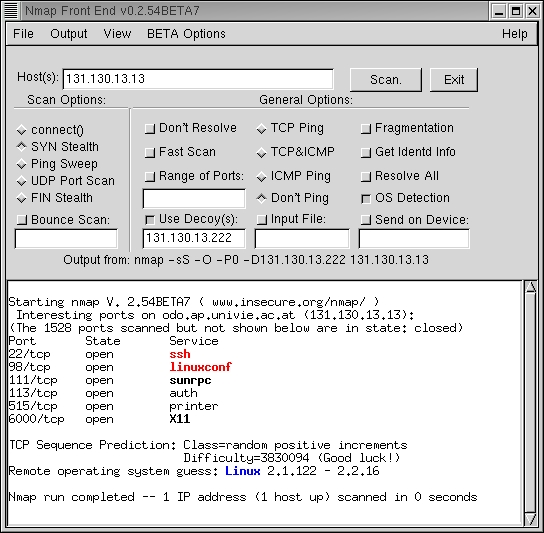 Nmap Front End v0.2.54BETA7
File Output View BETA Options Help
Host(s): 131.130.13.13 Scan. Exit
Scan Options: General Options:
connect() Don't Resolve TCP Ping Fragmentation
SYN Stealth Fast Scan TCP&ICMP Get Identd Info
Ping Sweep Range of Ports: ICMP Ping Resolve All
UDP Port Scan Don't Ping OS Detection
FIN Stealth
Bounce Scan: Use Decoy(s): Input File: Send on Device:
131.130.13.222
Output from: nmap -sS -O -P0 -D131.130.13.222 131.130.13.13
Starting nmap V. 2.54BETA7 ( www.insecure.org/nmap/ )
Interesting ports on odo.ap.univie.ac.at (131.130.13.13):
(The 1528 ports scanned but not shown below are in state: closed)
Port State Service
22/tcp open ssh
98/tcp open linuxconf
111/tcp open sunrpc
113/tcp open auth
515/tcp open printer
6000/tcp open X11
TCP Sequence Prediction: Class=random positive increments
Difficulty=3830094 (Good luck!)
Remote operating system guess: Linux 2.1.122 - 2.2.16
Nmap run completed -- 1 IP address (1 host up) scanned in 0 seconds